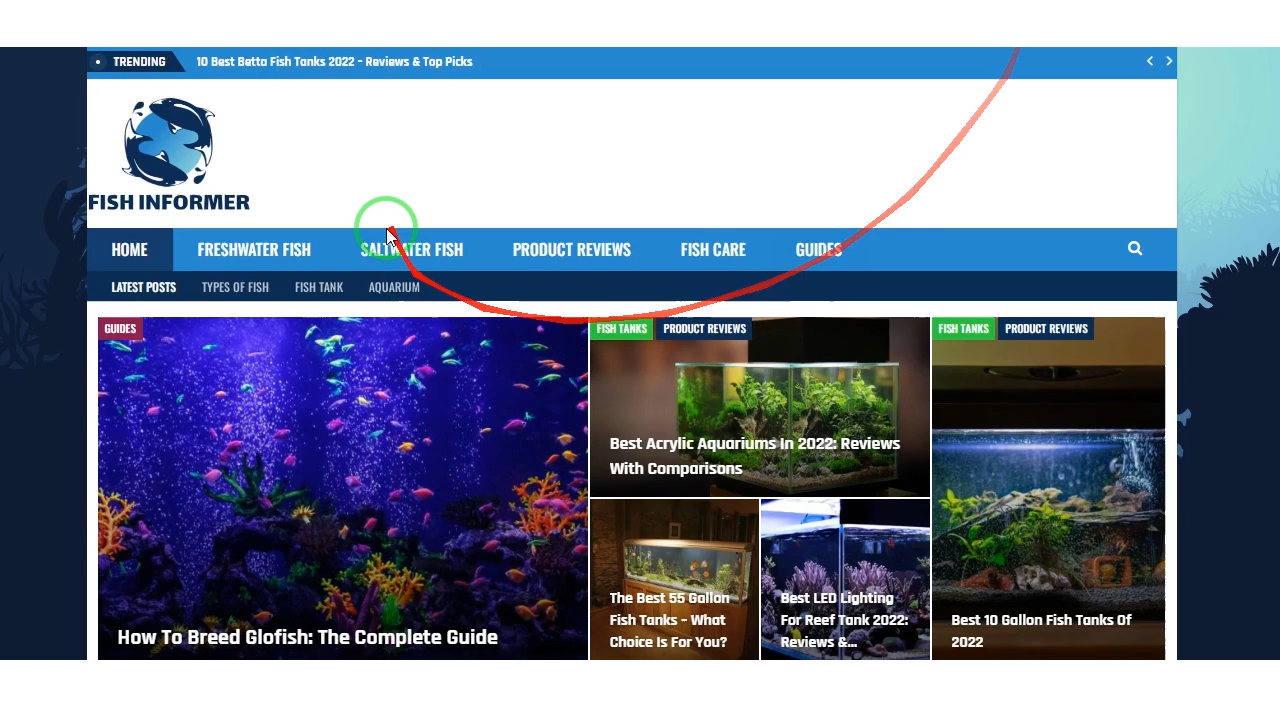 TRENDING
10 Best Betta Fish Tanks 2022 – Reviews & Top Picks
FISH INFORMER
HOME FRESHWATER FISH SALTWATER FISH PRODUCT REVIEWS FISH CARE GUIDES
LATEST POSTS TYPES OF FISH FISH TANK AQUARIUM
GUIDES
How To Breed Glofish: The Complete Guide
FISH TANKS PRODUCT REVIEWS
Best Acrylic Aquariums In 2022: Reviews
With Comparisons
The Best 55 Gallon
Fish Tanks – What
Choice Is For You?
Best LED Lighting
For Reef Tank 2022:
Reviews &...
FISH TANKS PRODUCT REVIEWS
Best 10 Gallon Fish Tanks Of
2022